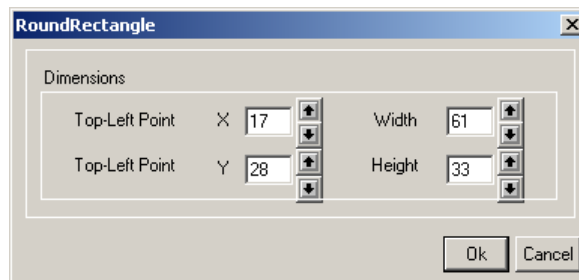 RoundRectangle
Dimensions
Top-Left Point X 17 Width 61
Top-Left Point Y 28 Height 33
Ok Cancel